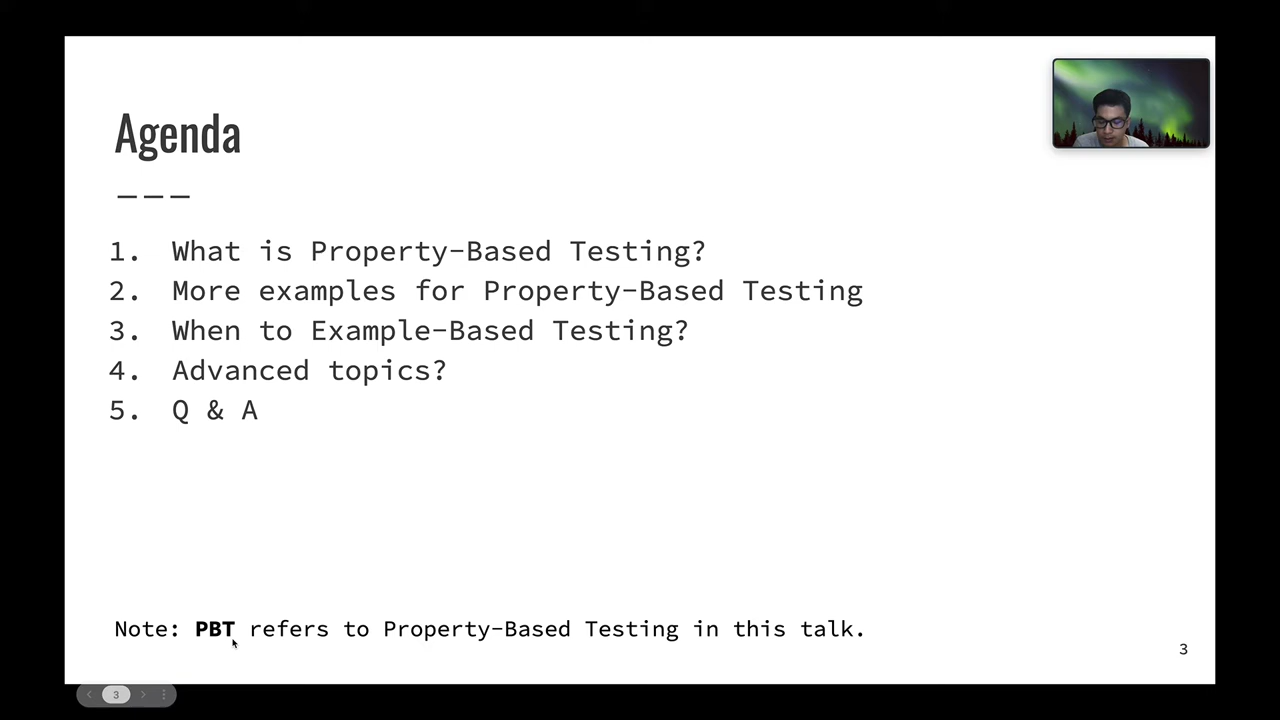 Agenda
———
1. What is Property-Based Testing?
2. More examples for Property-Based Testing
3. When to Example-Based Testing?
4. Advanced topics?
5. Q & A
Note: PBT refers to Property-Based Testing in this talk.
3
3